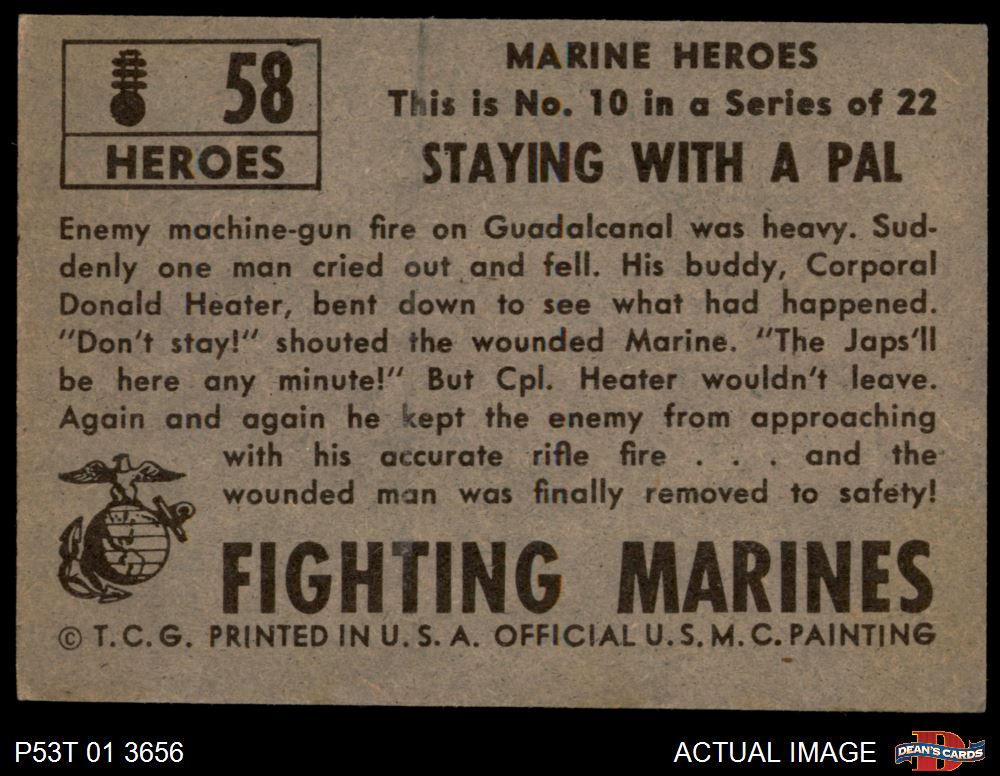 58
HEROES
MARINE HEROES
This is No. 10 in a Series of 22
STAYING WITH A PAL
Enemy machine-gun fire on Guadalcanal was heavy. Sud-
denly one man cried out and fell. His buddy, Corporal
Donald Heater, bent down to see what had happened.
"Don't stay!" shouted the wounded Marine. "The Japs'll
be here any minute!" But Cpl. Heater wouldn't leave.
Again and again he kept the enemy from approaching
with his accurate rifle fire . . . and the
wounded man was finally removed to safety!
FIGHTING MARINES
© T.C.G. PRINTED IN U.S.A. OFFICIAL U.S.M.C. PAINTING
P53T 01 3656
ACTUAL IMAGE
DEAN'S CARDS